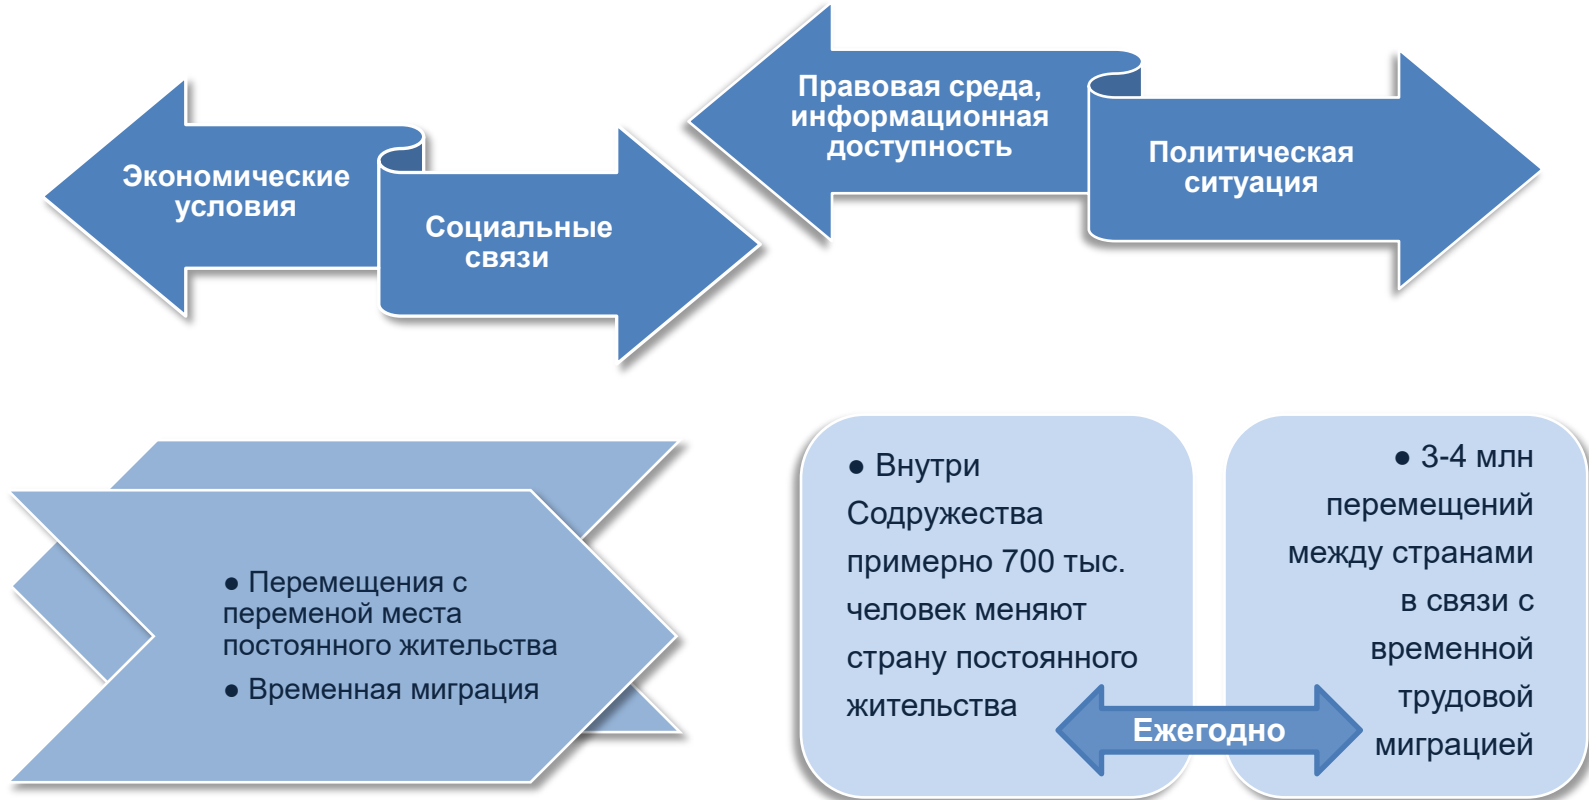 Экономические
условия
Социальные
связи
Правовая среда,
информационная
доступность
Политическая
ситуация
● Перемещения с
переменой места
постоянного жительства
● Временная миграция
● Внутри
Содружества
примерно 700 тыс.
человек меняют
страну постоянного
жительства
● 3-4 млн
перемещений
между странами
в связи с
временной
трудовой
миграцией
Ежегодно